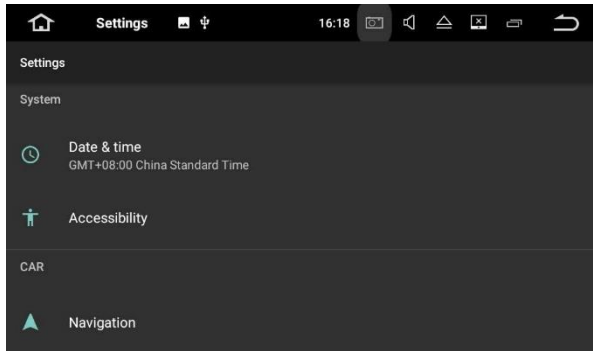 Settings 16:18
Settings
System
Date & time
GMT+08:00 China Standard Time
Accessibility
CAR
Navigation